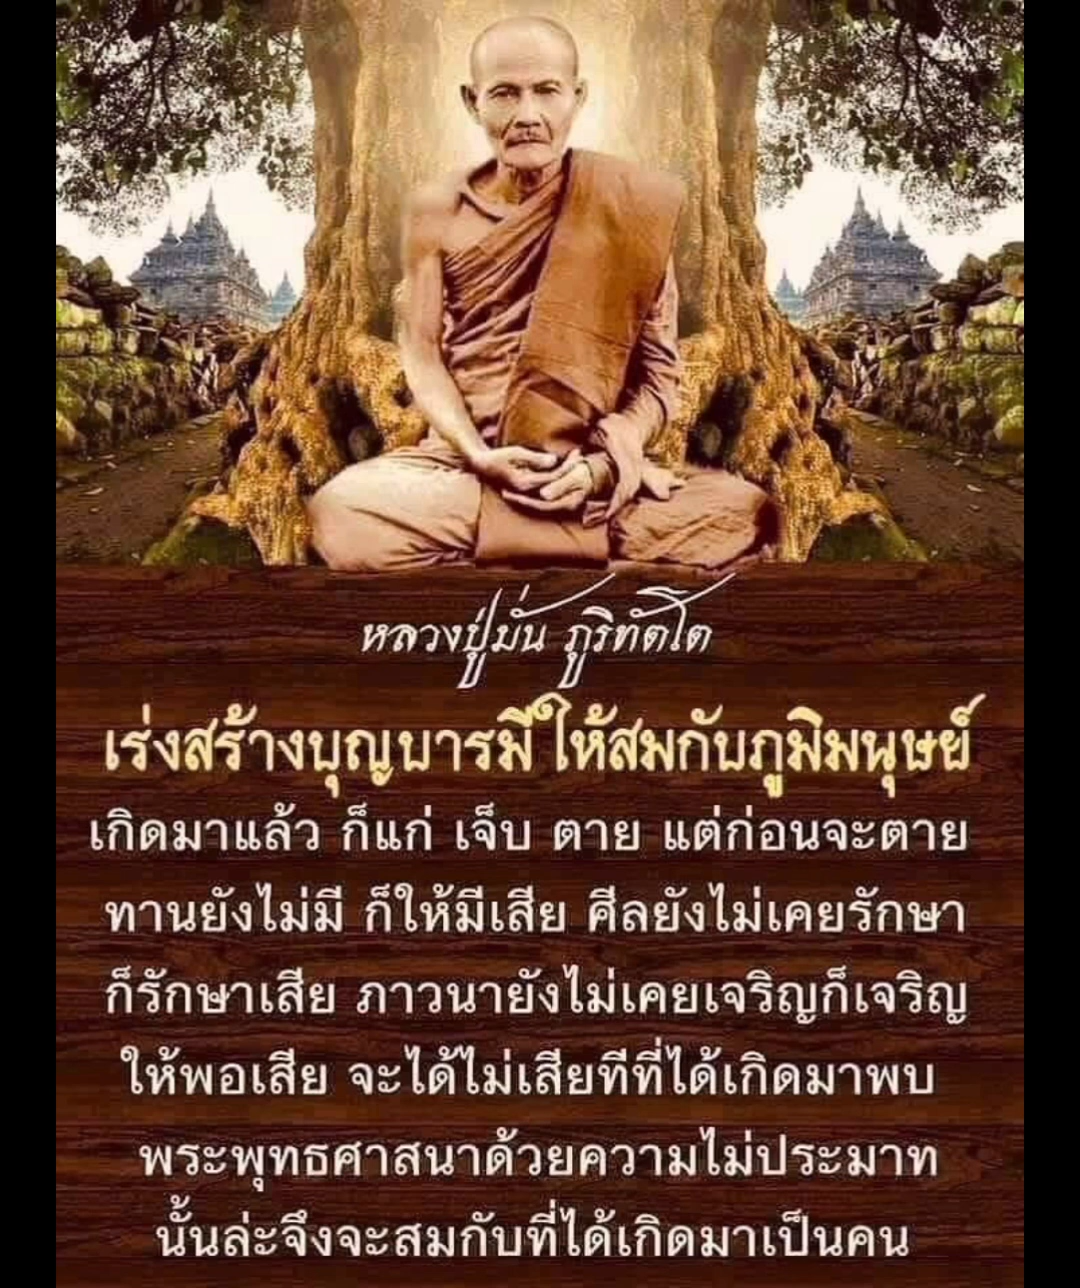 หลวงปู่มั่น ภูริทัตโต
เร่งสร้างบุญบารมี ให้สมกับภูมิมนุษย์
เกิดมาแล้ว ก็แก่ เจ็บ ตาย แต่ก่อนจะตาย
ทานยังไม่มี ก็ให้มีเสีย ศีลยังไม่เคยรักษา
ก็รักษาเสีย ภาวนายังไม่เคยเจริญก็เจริญ
ให้พอเสีย จะได้ไม่เสียทีที่ได้เกิดมาพบ
พระพุทธศาสนาด้วยความไม่ประมาท
นั้นล่ะจึงจะสมกับที่ได้เกิดมาเป็นคน